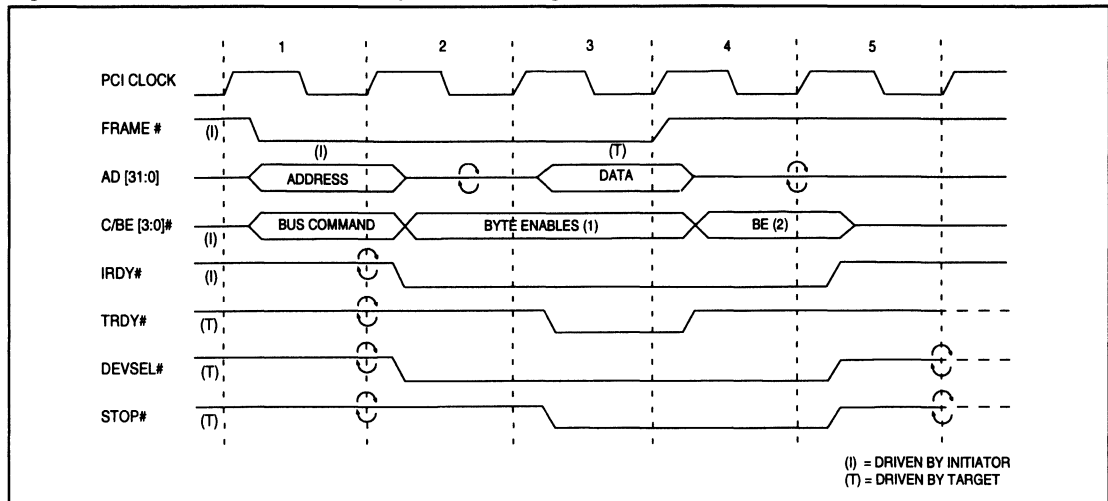 1 2 3 4 5
PCI CLOCK
FRAME # (I)
(I) (T)
AD [31:0] ADDRESS DATA
C/BE [3:0]# (I) BUS COMMAND BYTE ENABLES (1) BE (2)
IRDY# (I)
TRDY# (T)
DEVSEL# (T)
STOP# (T)
(I) = DRIVEN BY INITIATOR
(T) = DRIVEN BY TARGET